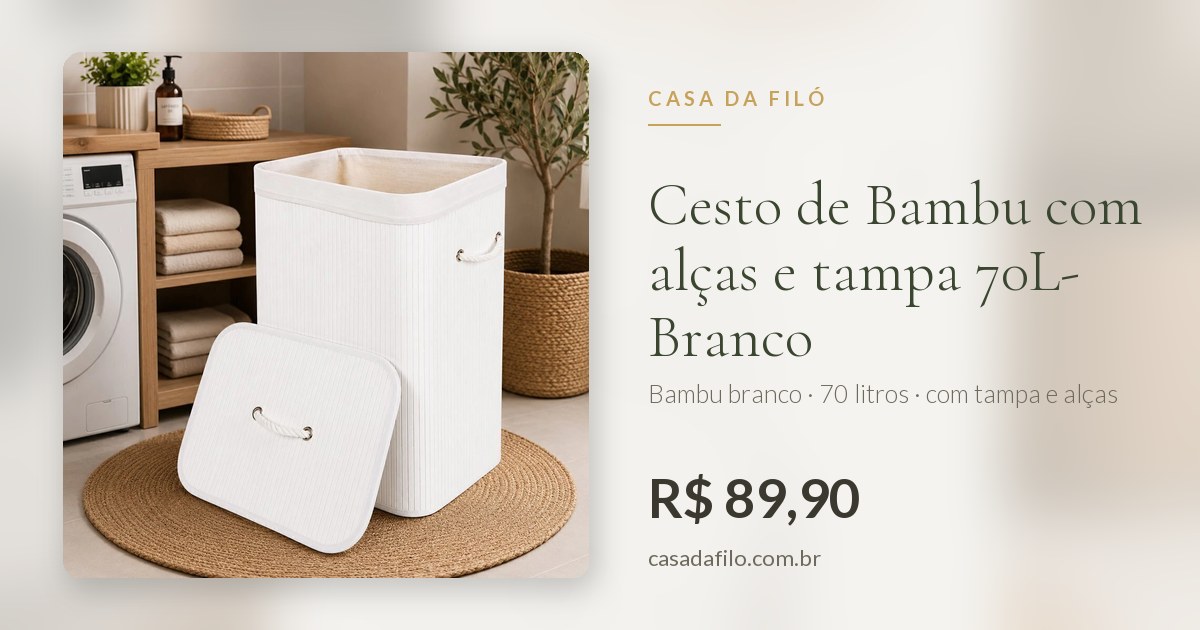 CASA DA FILÓ
Cesto de Bambu com
alças e tampa 70L-
Branco
Bambu branco · 70 litros · com tampa e alças
R$ 89,90
casadafilo.com.br